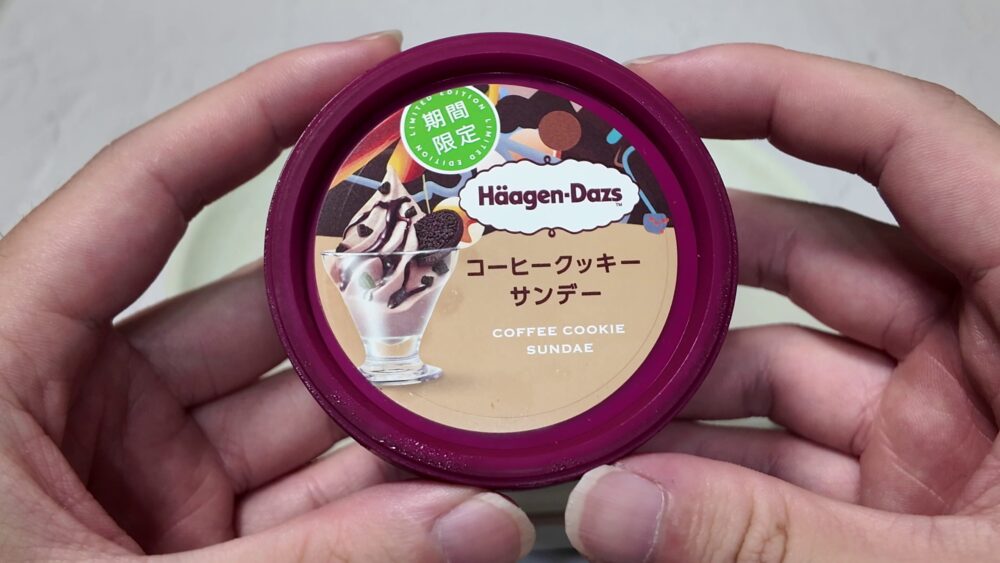 期間
限定
LIMITED EDITION LIMITED EDITION
Häagen-Dazs™
コーヒークッキー
サンデー
COFFEE COOKIE
SUNDAE